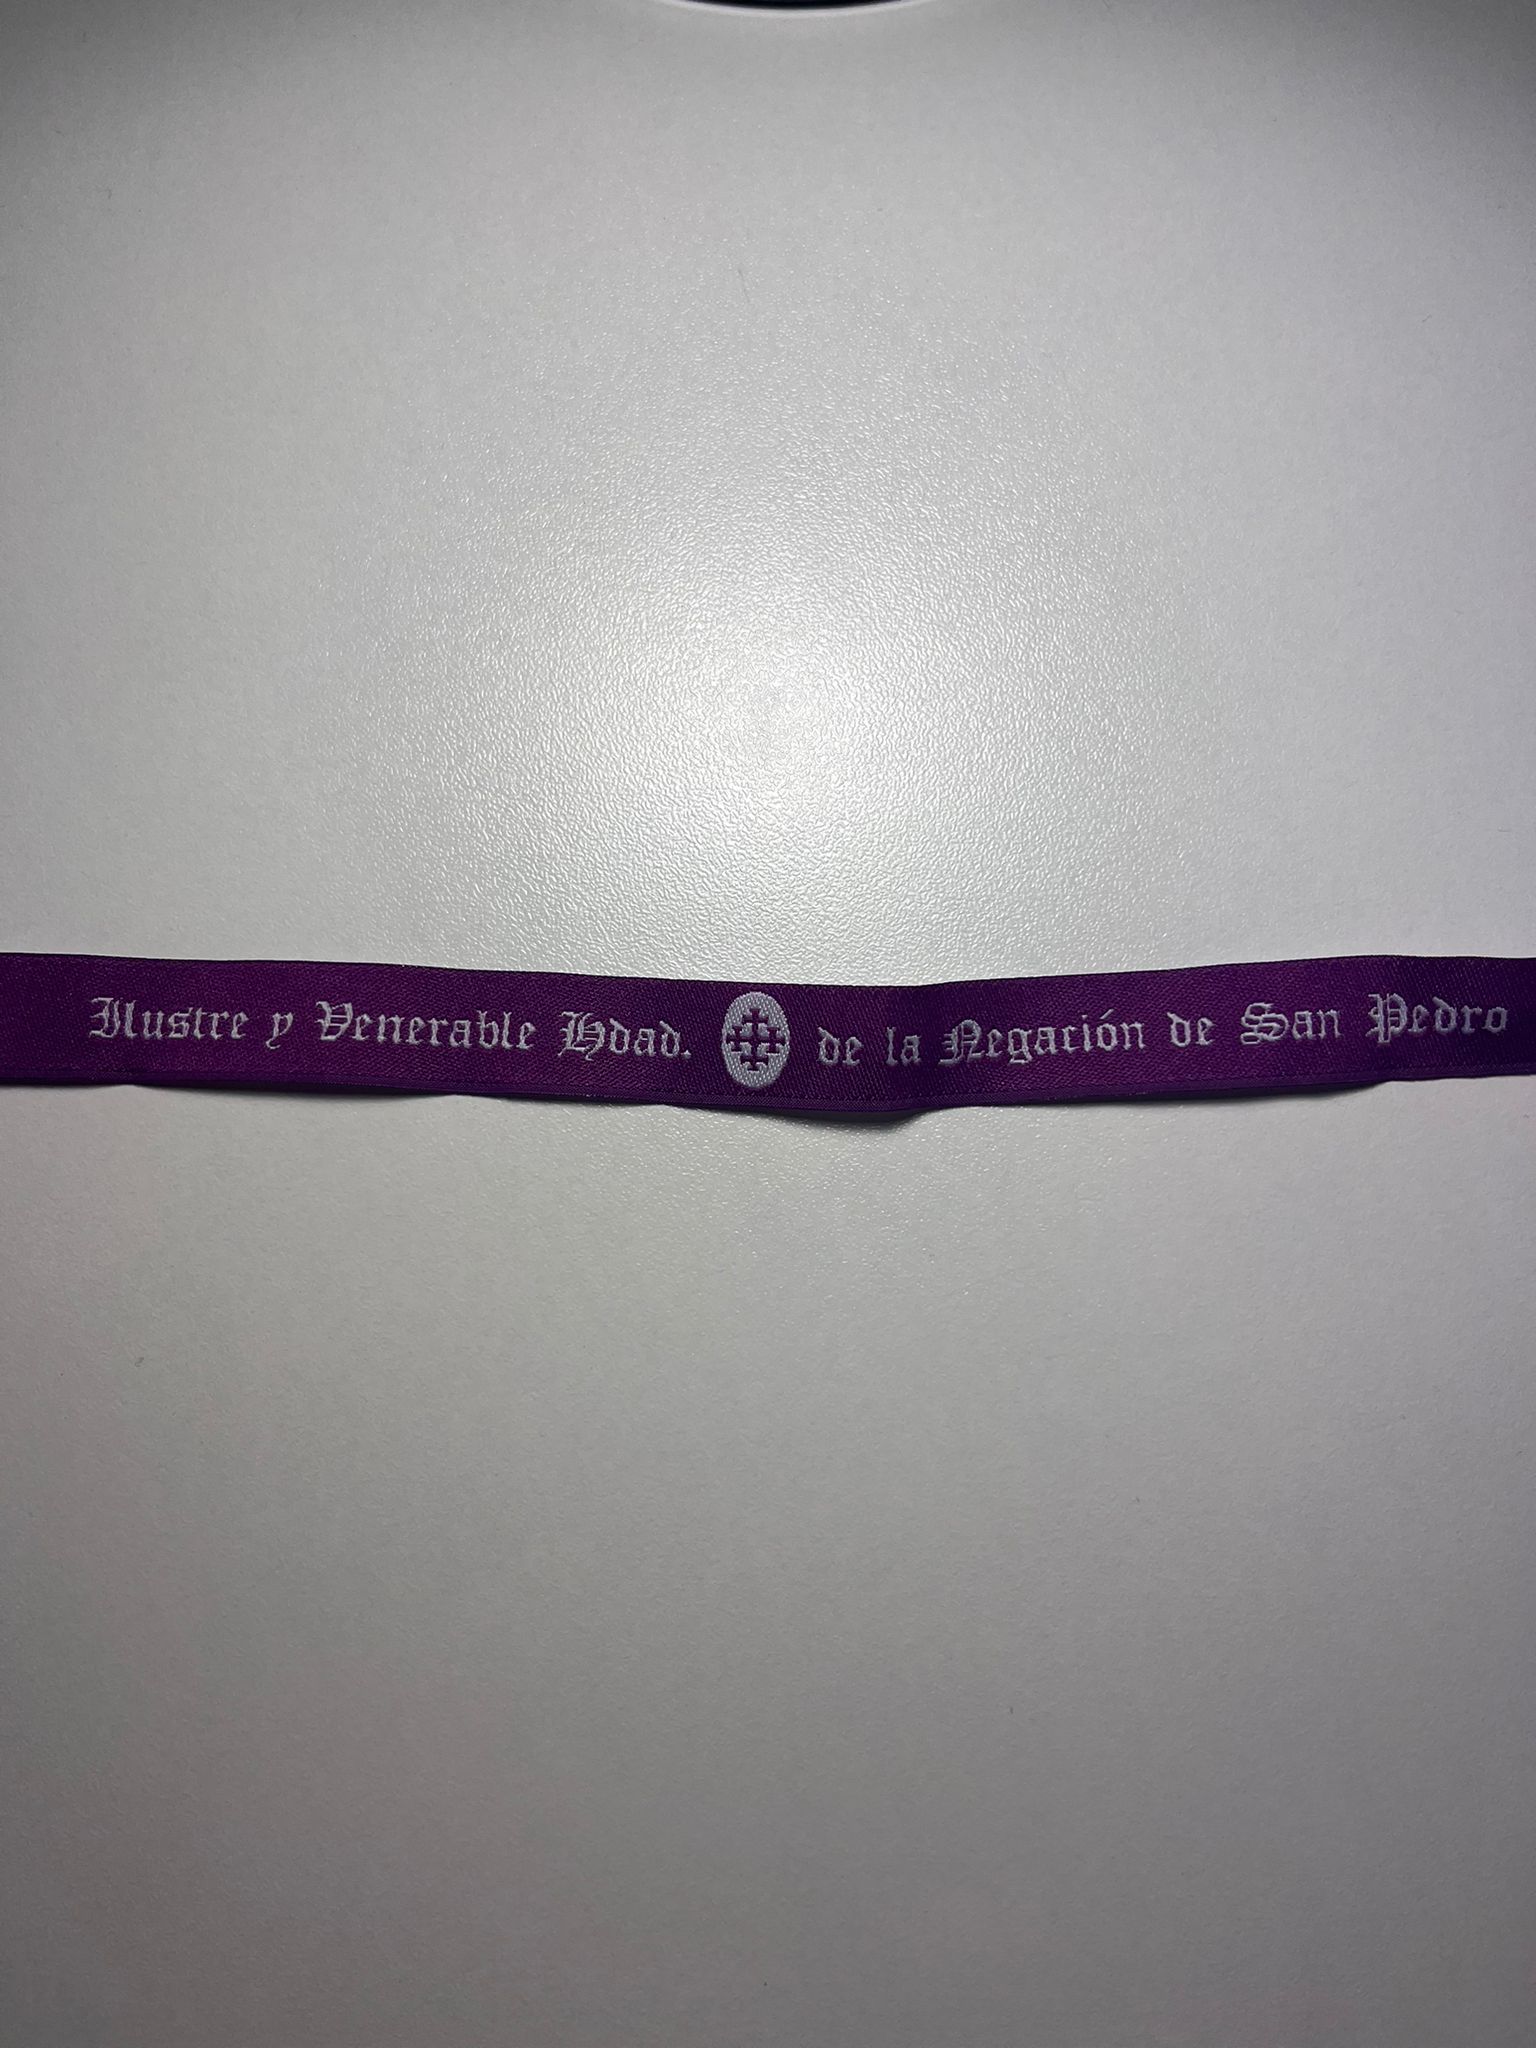 Ilustre y Venerable Hdad. de la Negación de San Pedro